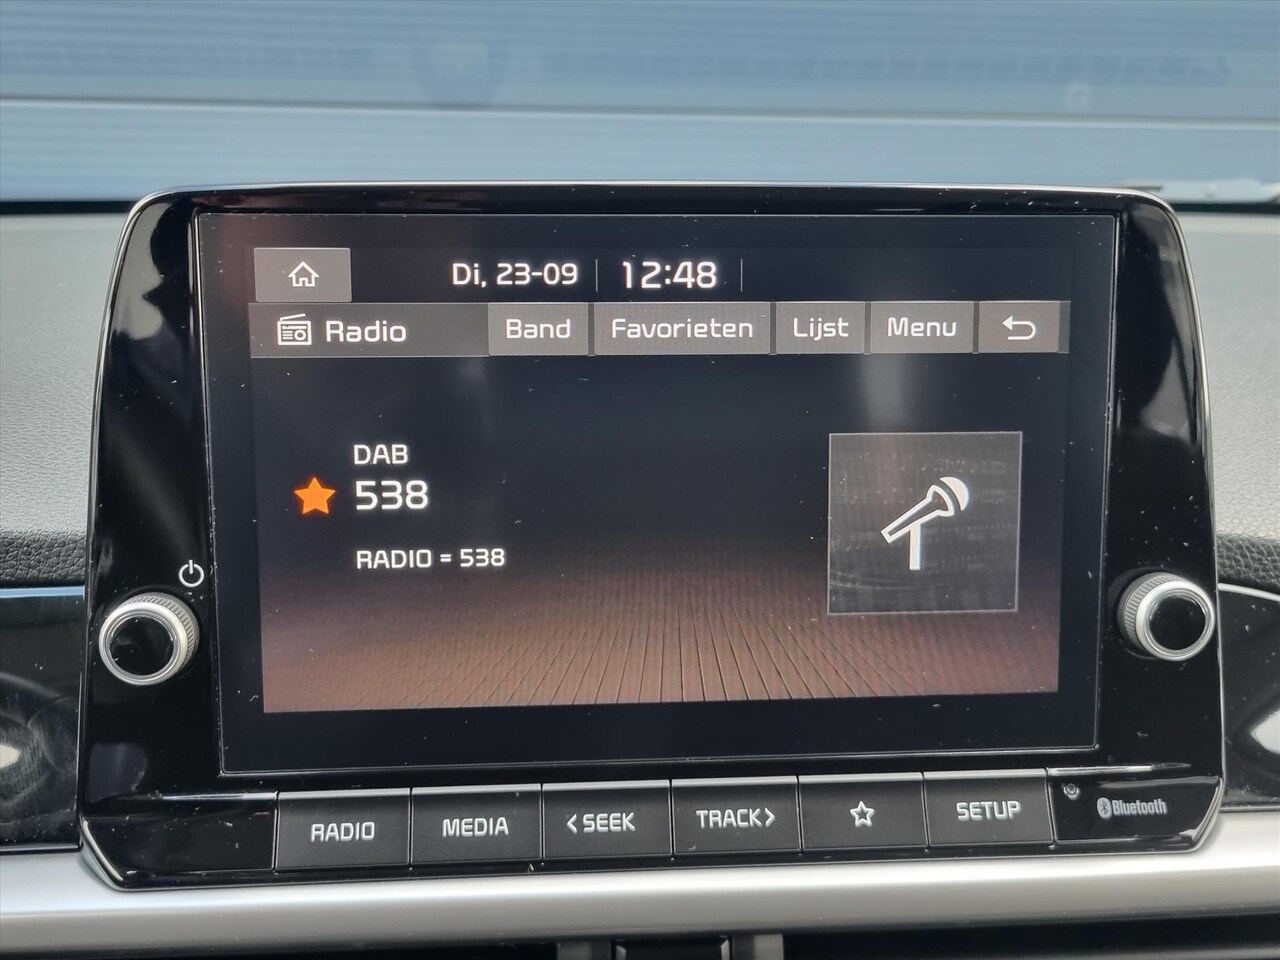 Di, 23-09 12:48
Radio Band Favorieten Lijst Menu
DAB
538
RADIO = 538
RADIO MEDIA <SEEK TRACK> SETUP Bluetooth